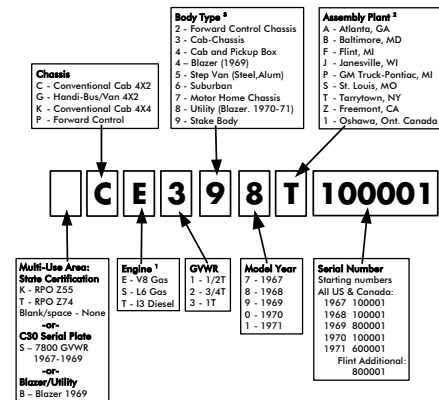 Body Type ³
2 - Forward Control Chassis
3 - Cab-Chassis
4 - Cab and Pickup Box
4 – Blazer (1969)
5 - Step Van (Steel,Alum)
6 - Suburban
7 - Motor Home Chassis
8 - Utility (Blazer. 1970-71)
9 - Stake Body
Assembly Plant ²
A - Atlanta, GA
B - Baltimore, MD
F - Flint, MI
J - Janesville, WI
P - GM Truck-Pontiac, MI
S - St. Louis, MO
T - Tarrytown, NY
Z - Freemont, CA
1 - Oshawa, Ont. Canada
Chassis
C - Conventional Cab 4X2
G - Handi-Bus/Van 4X2
K - Conventional Cab 4X4
P - Forward Control
C E 3 9 8 T 100001
Multi-Use Area:
State Certification
K - RPO Z55
T - RPO Z74
Blank/space - None
-or-
C30 Serial Plate
S – 7800 GVWR
1967-1969
-or-
Blazer/Utility
B – Blazer 1969
Engine ¹
E - V8 Gas
S - L6 Gas
T - I3 Diesel
GVWR
1 - 1/2T
2 - 3/4T
3 - 1T
Model Year
7 - 1967
8 - 1968
9 - 1969
0 - 1970
1 - 1971
Serial Number
Starting numbers
All US & Canada:
1967 100001
1968 100001
1969 800001
1970 100001
1971 600001
Flint Additional:
800001